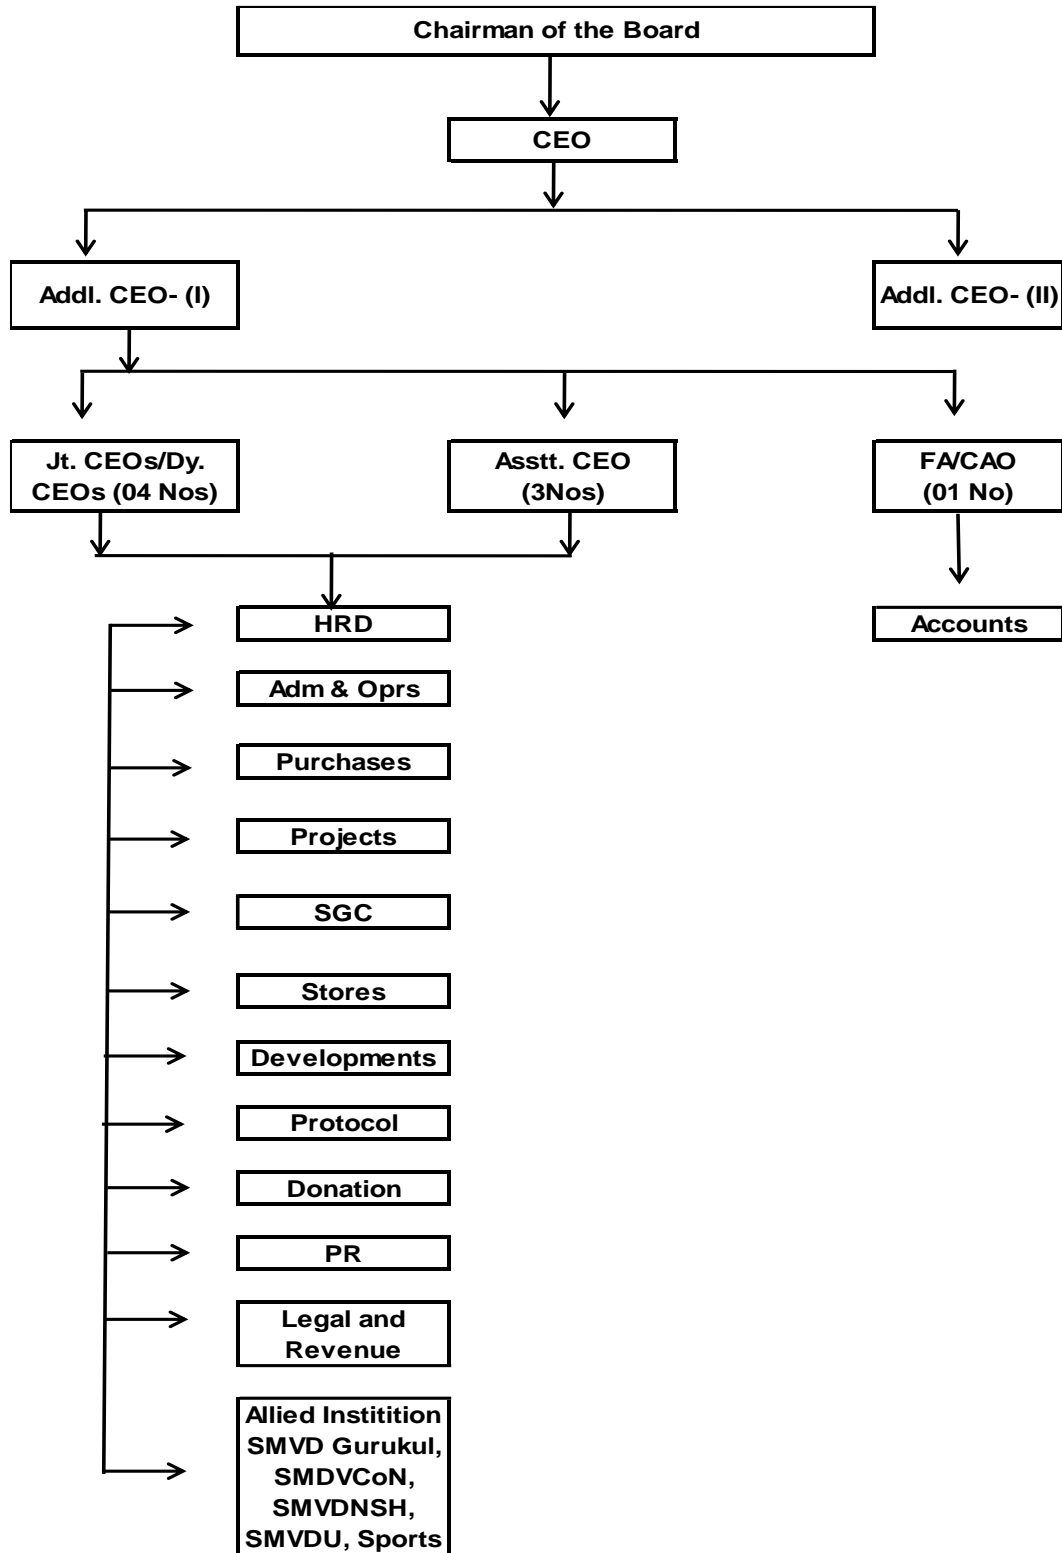 Chairman of the Board
CEO
Addl. CEO- (I)
Addl. CEO- (II)
Jt. CEOs/Dy.
CEOs (04 Nos)
Asstt. CEO
(3Nos)
FA/CAO
(01 No)
HRD
Accounts
Adm & Oprs
Purchases
Projects
SGC
Stores
Developments
Protocol
Donation
PR
Legal and
Revenue
Allied Institition
SMVD Gurukul,
SMDVCoN,
SMVDNSH,
SMVDU, Sports